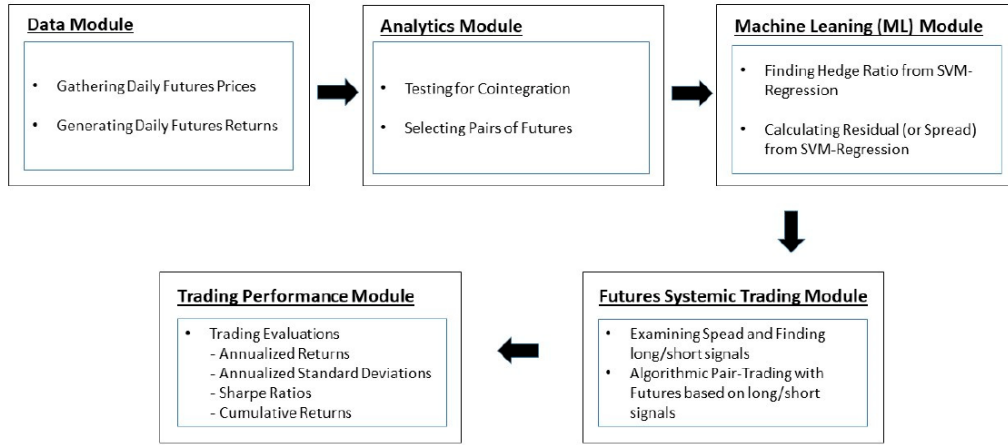 Data Module
• Gathering Daily Futures Prices
• Generating Daily Futures Returns
Analytics Module
• Testing for Cointegration
• Selecting Pairs of Futures
Machine Leaning (ML) Module
• Finding Hedge Ratio from SVM-
Regression
• Calculating Residual (or Spread)
from SVM-Regression
Futures Systemic Trading Module
• Examining Spead and Finding
long/short signals
• Algorithmic Pair-Trading with
Futures based on long/short
signals
Trading Performance Module
• Trading Evaluations
- Annualized Returns
- Annualized Standard Deviations
- Sharpe Ratios
- Cumulative Returns